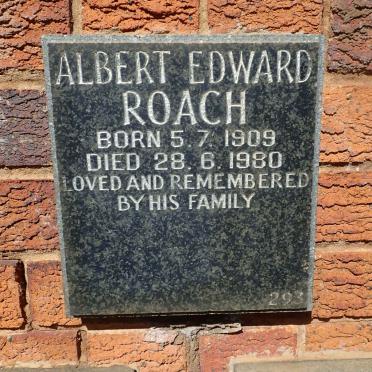 ALBERT EDWARD
ROACH
BORN 5. 7. 1909
DIED 28. 6. 1980
LOVED AND REMEMBERED
BY HIS FAMILY
293